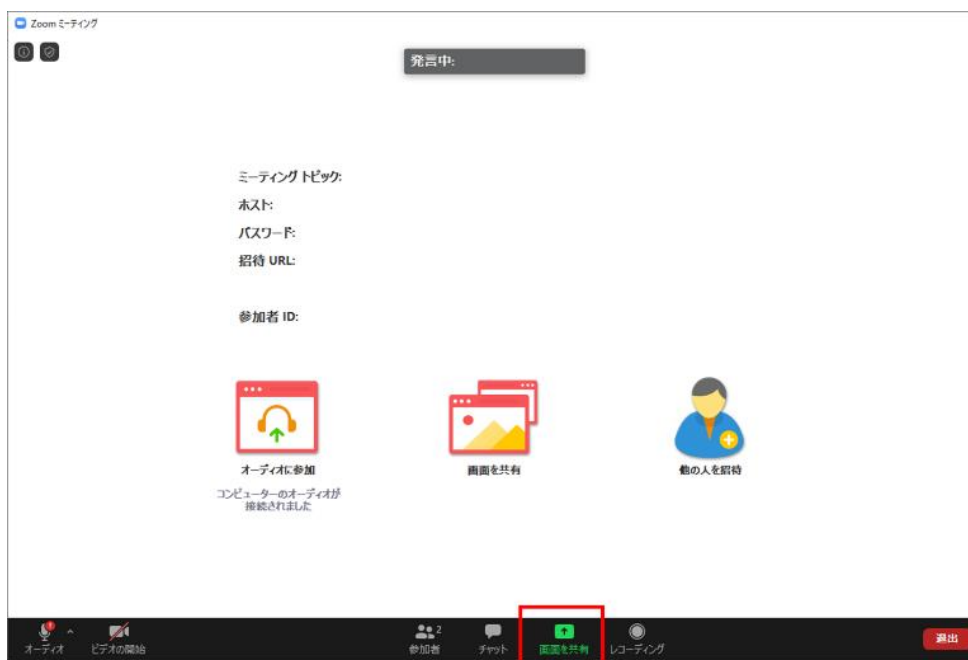 Zoom ミーティング
発言中:
ミーティング トピック:
ホスト:
パスワード:
招待 URL:
参加者 ID:
オーディオに参加
コンピューターのオーディオが
接続されました
画面を共有
他の人を招待
オーディオ
ビデオの開始
2
参加者
チャット
画面を共有
レコーディング
退出